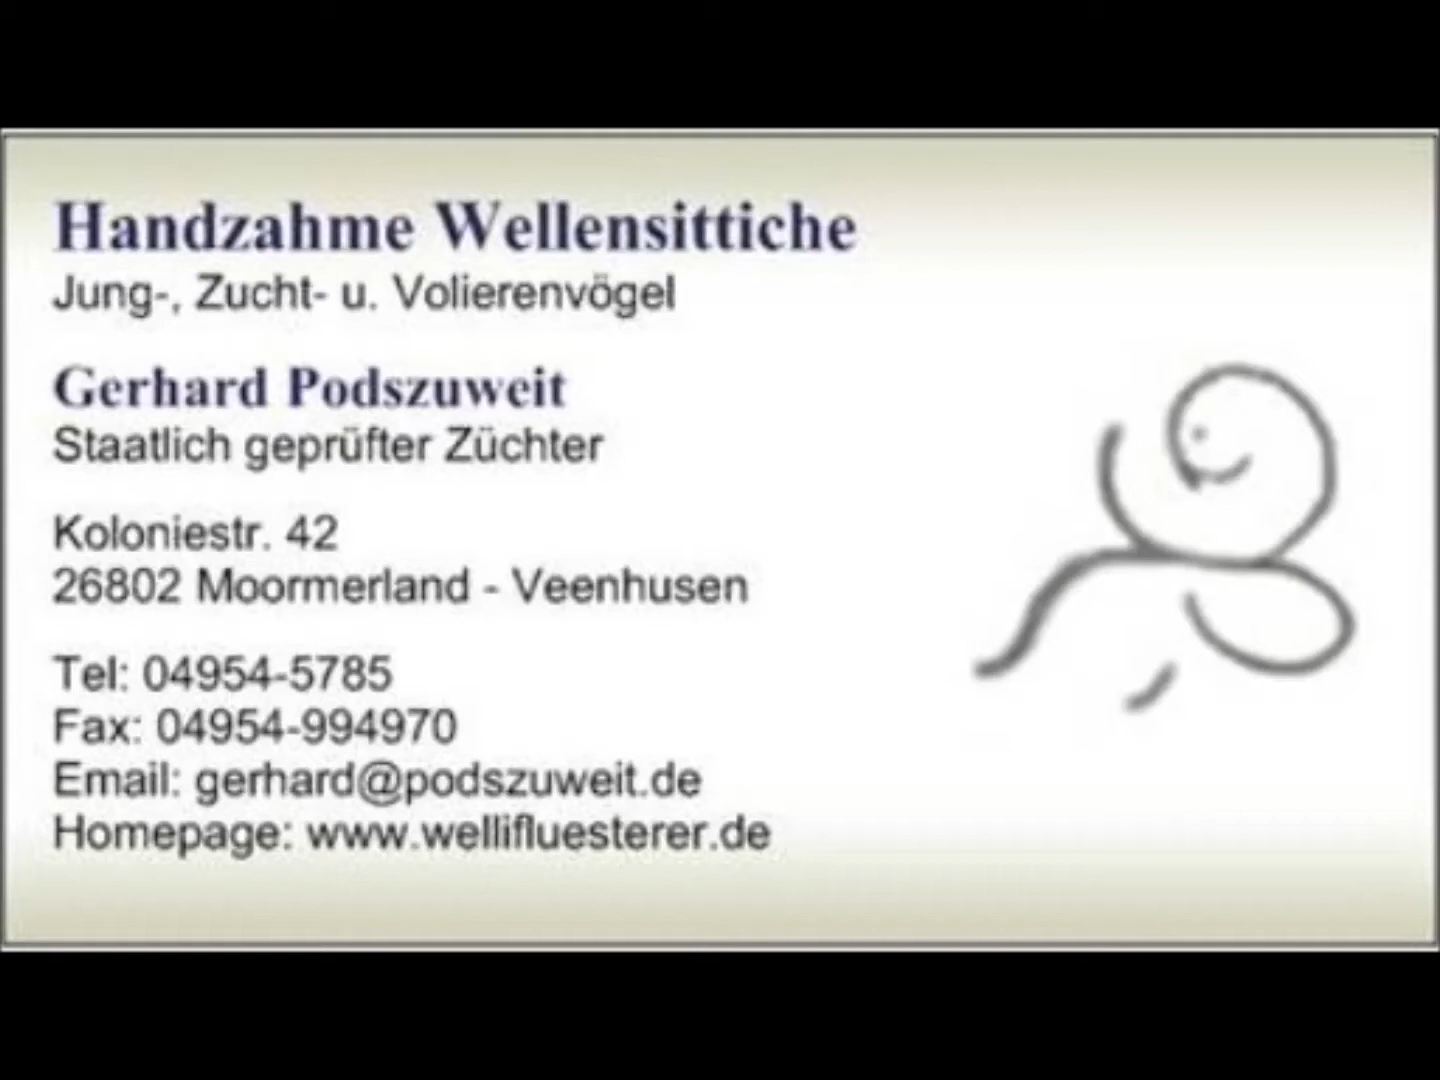 Handzahme Wellensittiche
Jung-, Zucht- u. Volierenvögel
Gerhard Podszuweit
Staatlich geprüfter Züchter
Koloniestr. 42
26802 Moormerland - Veenhusen
Tel: 04954-5785
Fax: 04954-994970
Email: gerhard@podszuweit.de
Homepage: www.wellifluesterer.de